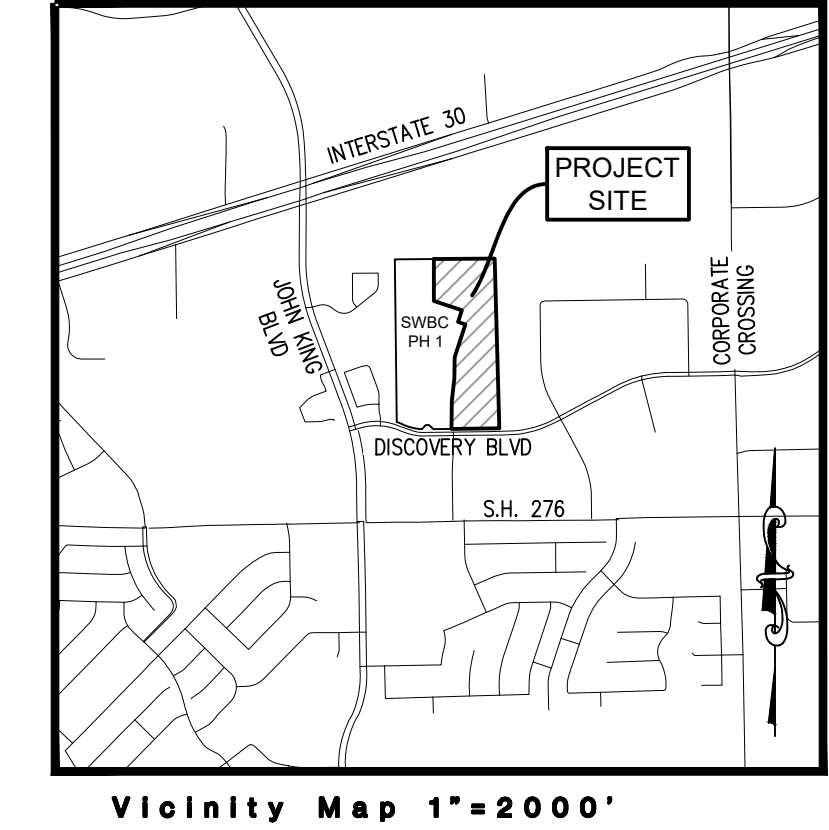 INTERSTATE 30
PROJECT
SITE
JOHN KING
BLVD
SWBC
PH 1
CORPORATE
CROSSING
DISCOVERY BLVD
S.H. 276
Vicinity Map 1"=2000'